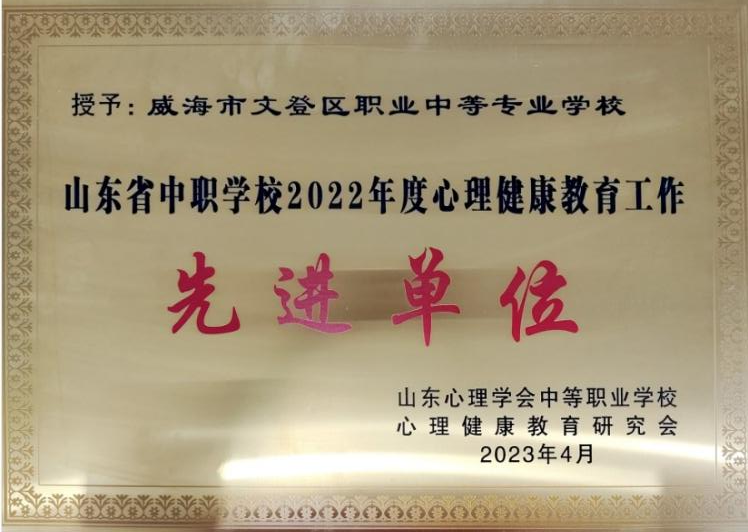 授予：威海市文登区职业中等专业学校
山东省中职学校2022年度心理健康教育工作
先进单位
山东心理学会中等职业学校
心理健康教育研究会
2023年4月